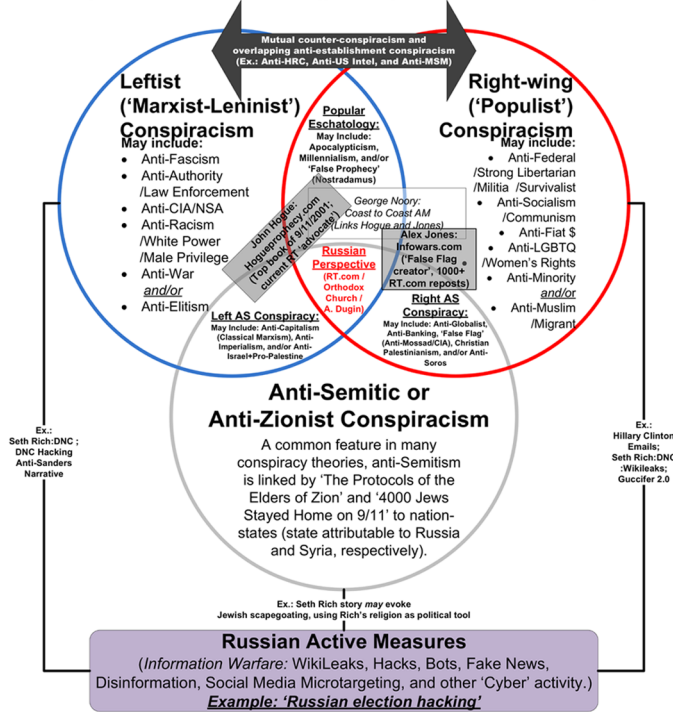 Mutual counter-conspiracism and
overlapping anti-establishment conspiracism
(Ex.: Anti-HRC, Anti-US Intel, and Anti-MSM)
Leftist
(‘Marxist-Leninist’)
Conspiracism
May include:
• Anti-Fascism
• Anti-Authority
/Law Enforcement
• Anti-CIA/NSA
• Anti-Racism
/White Power
/Male Privilege
• Anti-War
and/or
• Anti-Elitism
Right-wing
(‘Populist’)
Conspiracism
May include:
• Anti-Federal
/Strong Libertarian
/Militia /Survivalist
• Anti-Socialism
/Communism
• Anti-Fiat $
• Anti-LGBTQ
/Women's Rights
• Anti-Minority
and/or
• Anti-Muslim
/Migrant
Popular
Eschatology:
May Include:
Apocalypticism,
Millennialism, and/or
‘False Prophecy’
(Nostradamus)
George Noory:
Coast to Coast AM
(Links Hogue and Jones)
John Hogue:
Hogueprophecy.com
(Top book of 9/11/2001;
current RT ‘advocate’)
Alex Jones:
Infowars.com
(‘False Flag
creator’, 1000+
RT.com reposts)
Russian
Perspective
(RT.com /
Orthodox
Church /
A. Dugin)
Left AS Conspiracy:
May Include: Anti-Capitalism
(Classical Marxism), Anti-
Imperialism, and/or Anti-
Israel+Pro-Palestine
Right AS
Conspiracy:
May Include: Anti-Globalist,
Anti-Banking, ‘False Flag’
(Anti-Mossad/CIA), Christian
Palestinianism, and/or Anti-
Soros
Anti-Semitic or
Anti-Zionist Conspiracism
A common feature in many
conspiracy theories, anti-Semitism
is linked by ‘The Protocols of the
Elders of Zion’ and ‘4000 Jews
Stayed Home on 9/11’ to nation-
states (state attributable to Russia
and Syria, respectively).
Ex.:
Seth Rich:DNC ;
DNC Hacking
Anti-Sanders
Narrative
Ex.:
Hillary Clinton
Emails;
Seth Rich:DNC
:Wikileaks;
Guccifer 2.0
Ex.: Seth Rich story may evoke
Jewish scapegoating, using Rich's religion as political tool
Russian Active Measures
(Information Warfare: WikiLeaks, Hacks, Bots, Fake News,
Disinformation, Social Media Microtargeting, and other ‘Cyber’ activity.)
Example: ‘Russian election hacking’